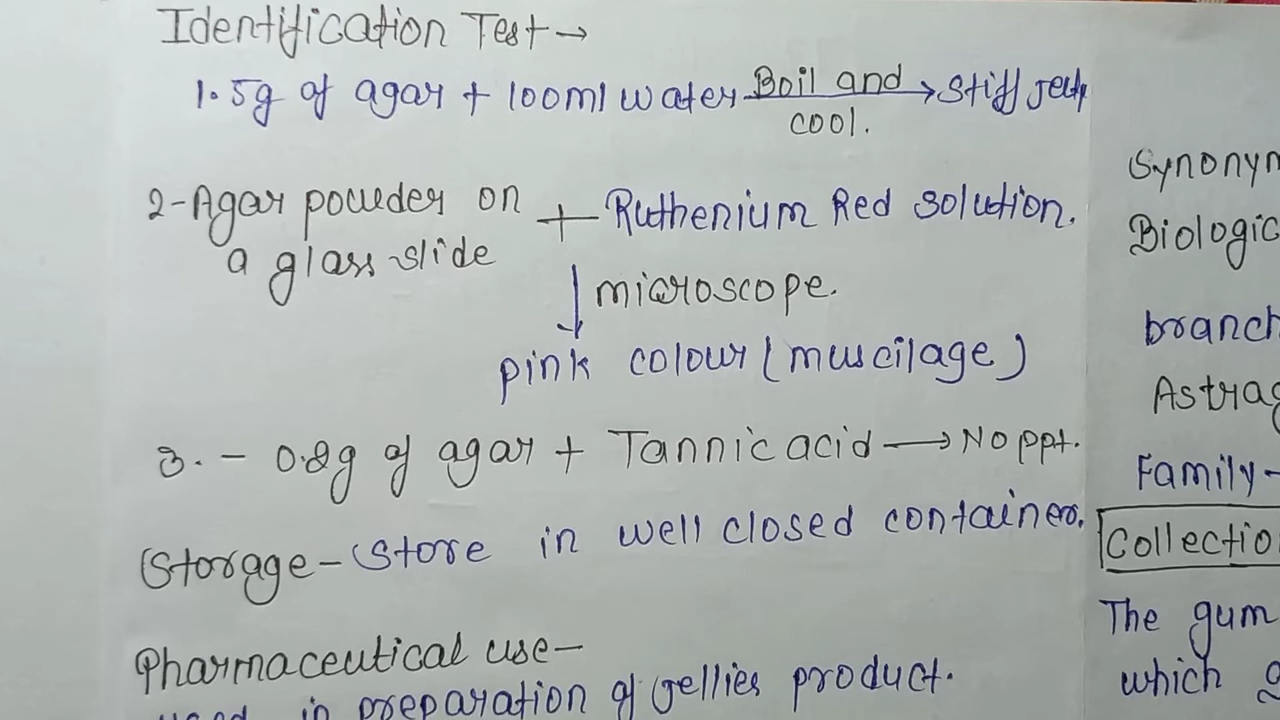 Identification Test →
1.5g of agar + 100ml water Boil and cool. → Stiff Jelly
2-Agar powder on + Ruthenium Red solution.
a glass slide
↓ microscope.
pink colour (muscilage)
3. - 0.2g of agar + Tannic acid → No ppt.
Storage - Store in well closed container.
Pharmaceutical use-
used in preparation of Jellies product.
Synonym
Biologic
branch
Astrag
Family-
Collectio
The gum
which